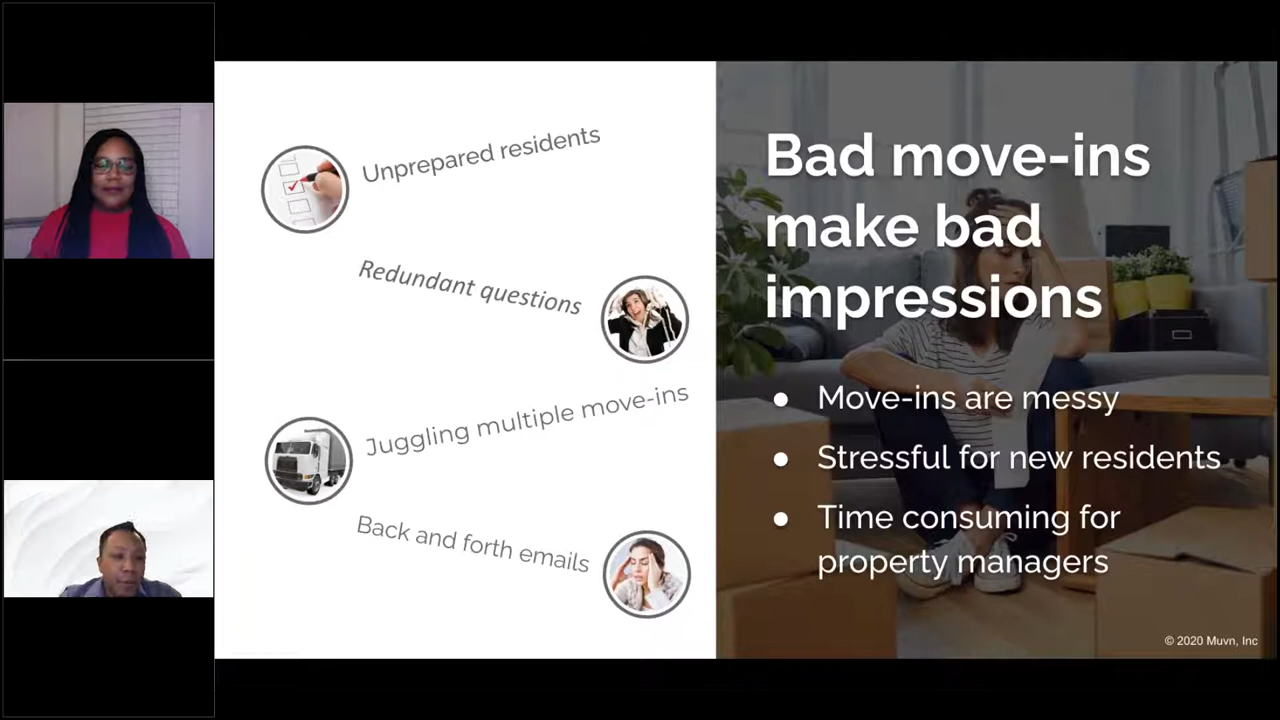 Unprepared residents
Redundant questions
Juggling multiple move-ins
Back and forth emails
Bad move-ins
make bad
impressions
● Move-ins are messy
● Stressful for new residents
● Time consuming for
property managers
© 2020 Muvn, Inc